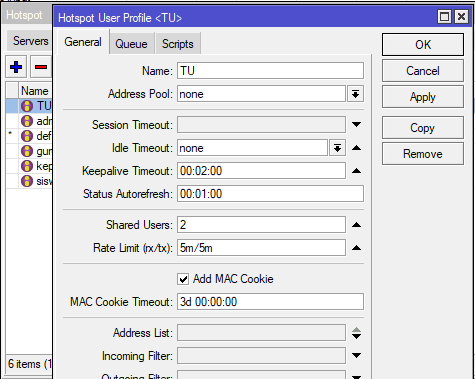 Hotspot
Hotspot User Profile <TU>
Servers
General Queue Scripts
OK
Name: TU
Cancel
Address Pool: none
Apply
Name
TU
Session Timeout:
Copy
adr
* def
Idle Timeout: none
gur
Remove
Keepalive Timeout: 00:02:00
kep
Status Autorefresh: 00:01:00
sisw
Shared Users: 2
Rate Limit (rx/tx): 5m/5m
Add MAC Cookie
MAC Cookie Timeout: 3d 00:00:00
Address List:
6 items (1
Incoming Filter:
Outgoing Filter: